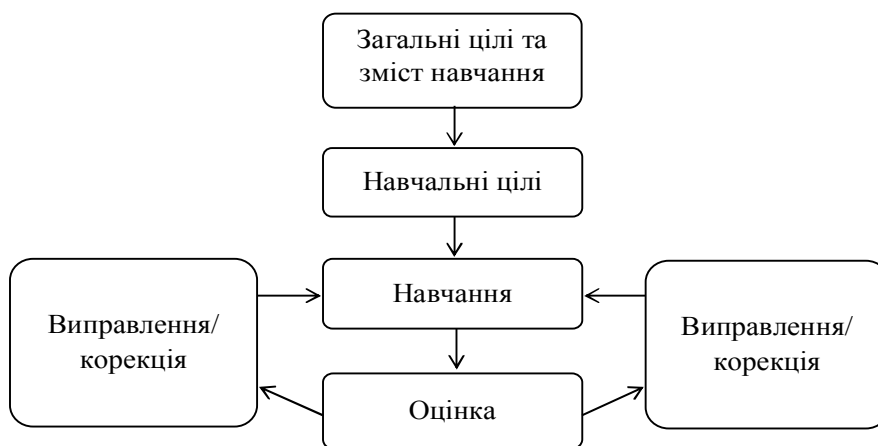 Загальні цілі та
зміст навчання
Навчальні цілі
Навчання
Виправлення/
корекція
Виправлення/
корекція
Оцінка